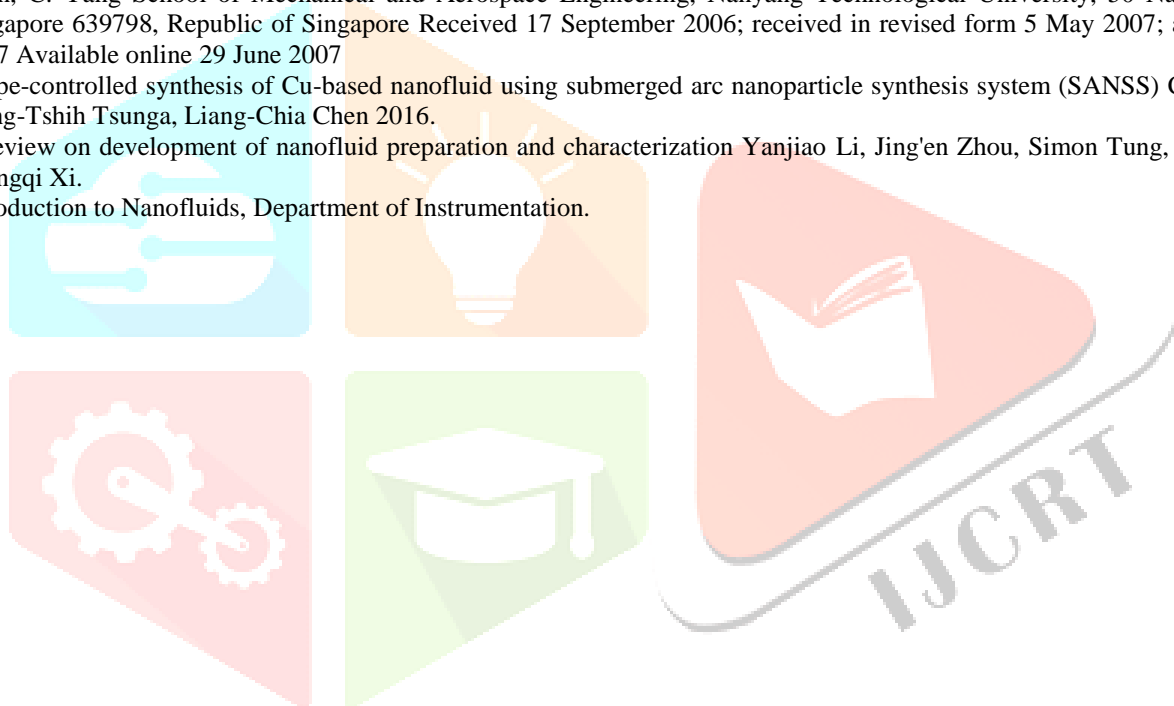 C. Yang School of Mechanical and Aerospace Engineering, Nanyang Technological University, 50
gapore 639798, Republic of Singapore Received 17 September 2006; received in revised form 5 May 2007;
7 Available online 29 June 2007
pe-controlled synthesis of Cu-based nanofluid using submerged arc nanoparticle synthesis system (SANSS)
ng-Tshih Tsunga, Liang-Chia Chen 2016.
eview on development of nanofluid preparation and characterization Yanjiao Li, Jing'en Zhou, Simon Tung,
ngqi Xi.
oduction to Nanofluids, Department of Instrumentation.
IJCRT